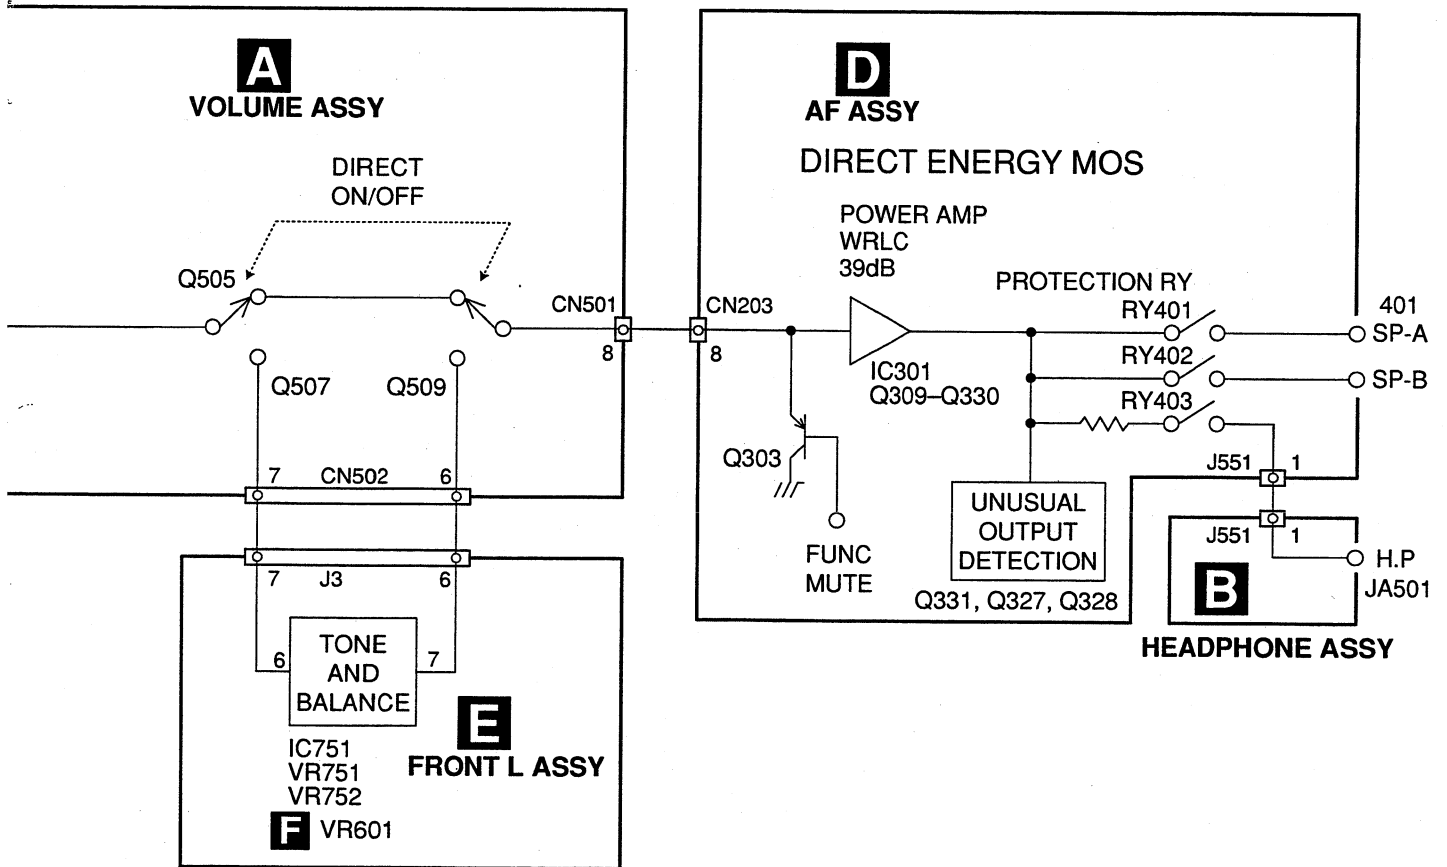 A
VOLUME ASSY
DIRECT
ON/OFF
Q505
Q507
Q509
CN501
8
7
CN502
6
7
J3
6
6
TONE
AND
BALANCE
7
IC751
VR751
VR752
F VR601
E
FRONT L ASSY
D
AF ASSY
DIRECT ENERGY MOS
POWER AMP
WRLC
39dB
CN203
8
IC301
Q309–Q330
Q303
FUNC
MUTE
PROTECTION RY
RY401
RY402
RY403
401
SP-A
SP-B
UNUSUAL
OUTPUT
DETECTION
Q331, Q327, Q328
J551
1
J551
1
H.P
JA501
B
HEADPHONE ASSY